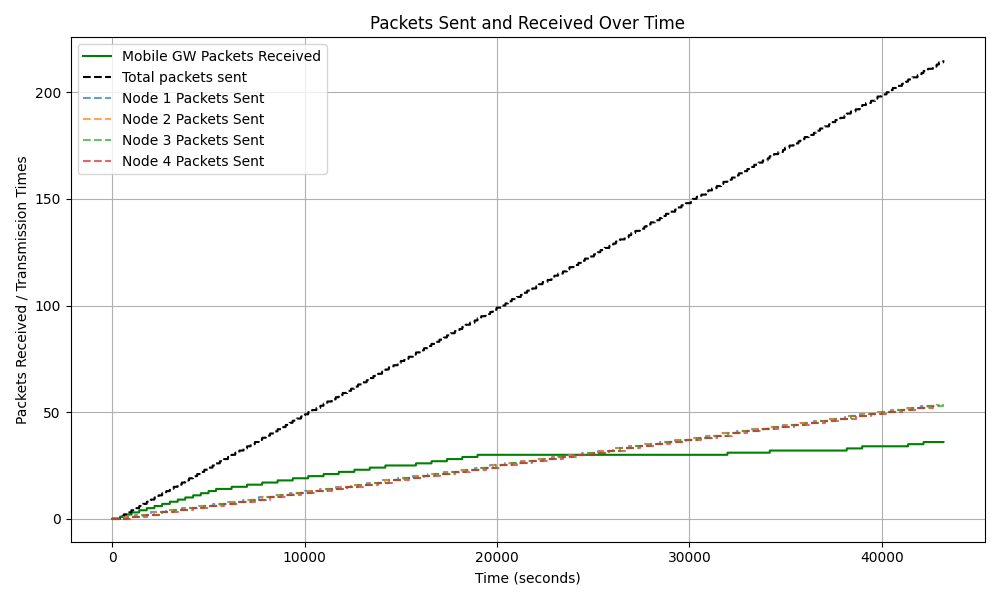 Packets Sent and Received Over Time
Mobile GW Packets Received
Total packets sent
Node 1 Packets Sent
Node 2 Packets Sent
Node 3 Packets Sent
Node 4 Packets Sent
Packets Received / Transmission Times
200
150
100
50
0
0 10000 20000 30000 40000
Time (seconds)